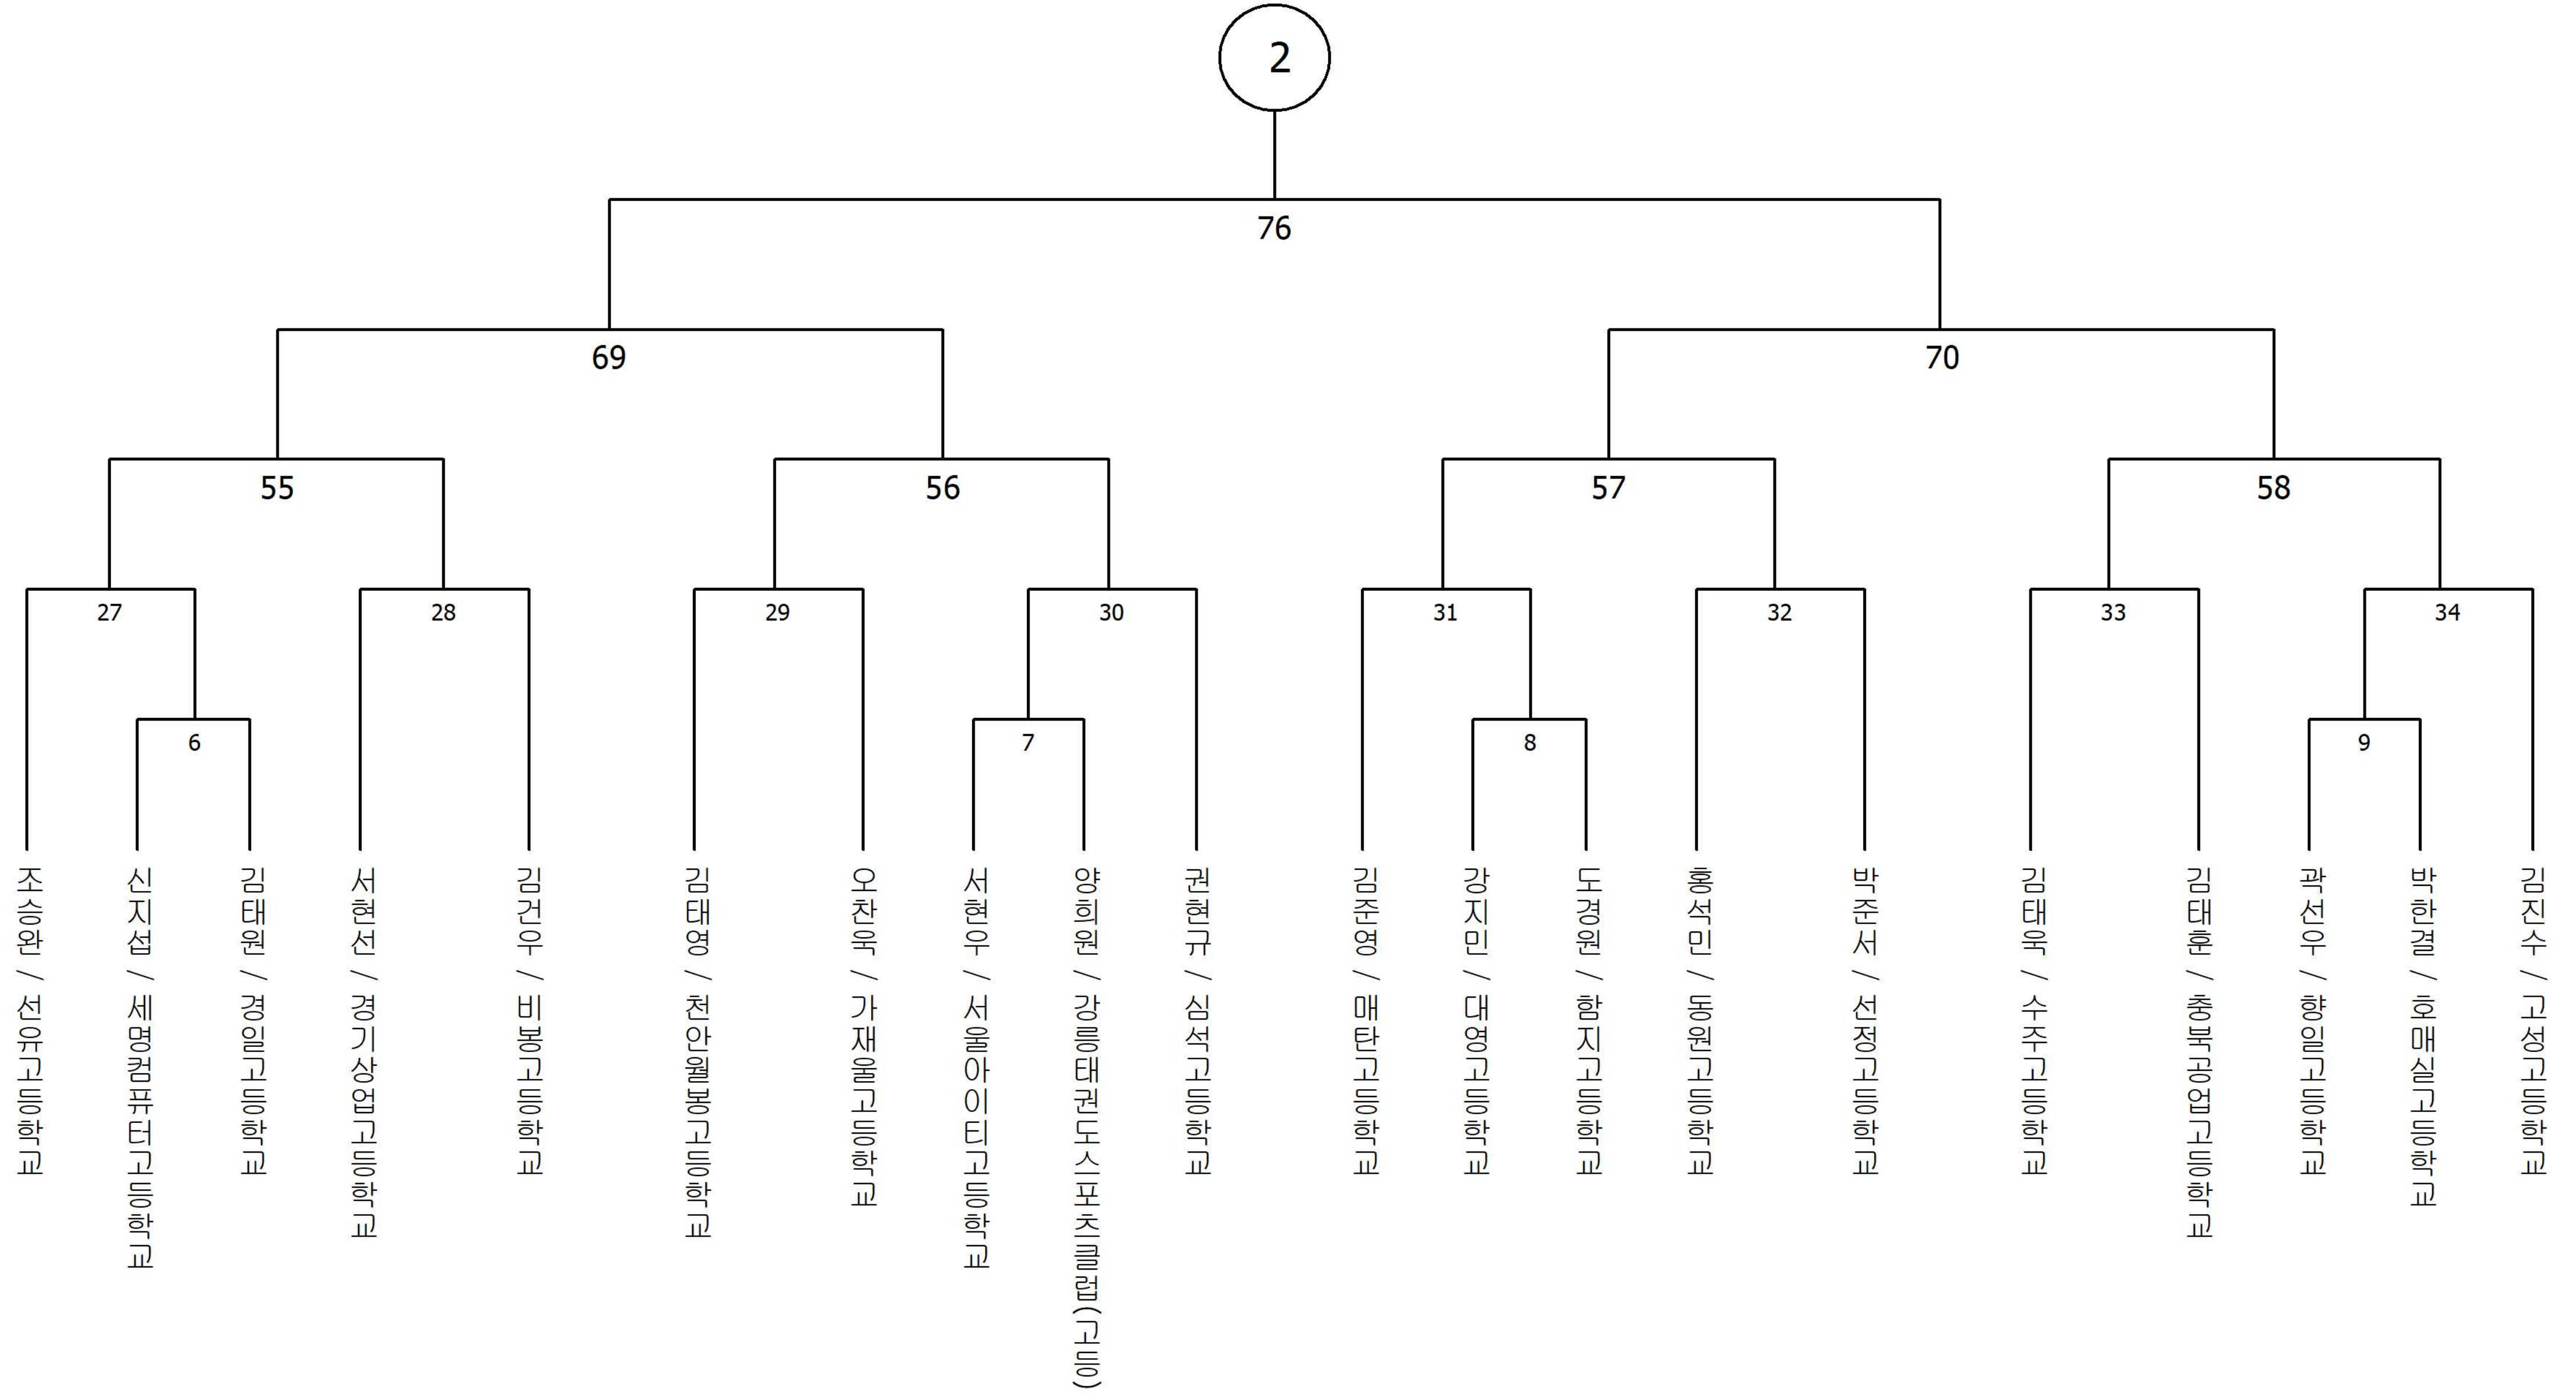 2
76
69
70
55
56
57
58
27
28
29
30
31
32
33
34
6
7
8
9
조승완 / 선유고등학교
신지섭 / 세명컴퓨터고등학교
김태원 / 경일고등학교
서현선 / 경기상업고등학교
김건우 / 비봉고등학교
김태영 / 천안월봉고등학교
오찬욱 / 가재울고등학교
서현우 / 서울아이티고등학교
양희원 / 강릉태권도스포츠클럽(고등)
권현규 / 심석고등학교
김준영 / 매탄고등학교
강지민 / 대영고등학교
도경원 / 함지고등학교
홍석민 / 동원고등학교
박준서 / 선정고등학교
김태욱 / 수주고등학교
김태훈 / 충북공업고등학교
곽선우 / 향일고등학교
박한결 / 호매실고등학교
김진수 / 고성고등학교